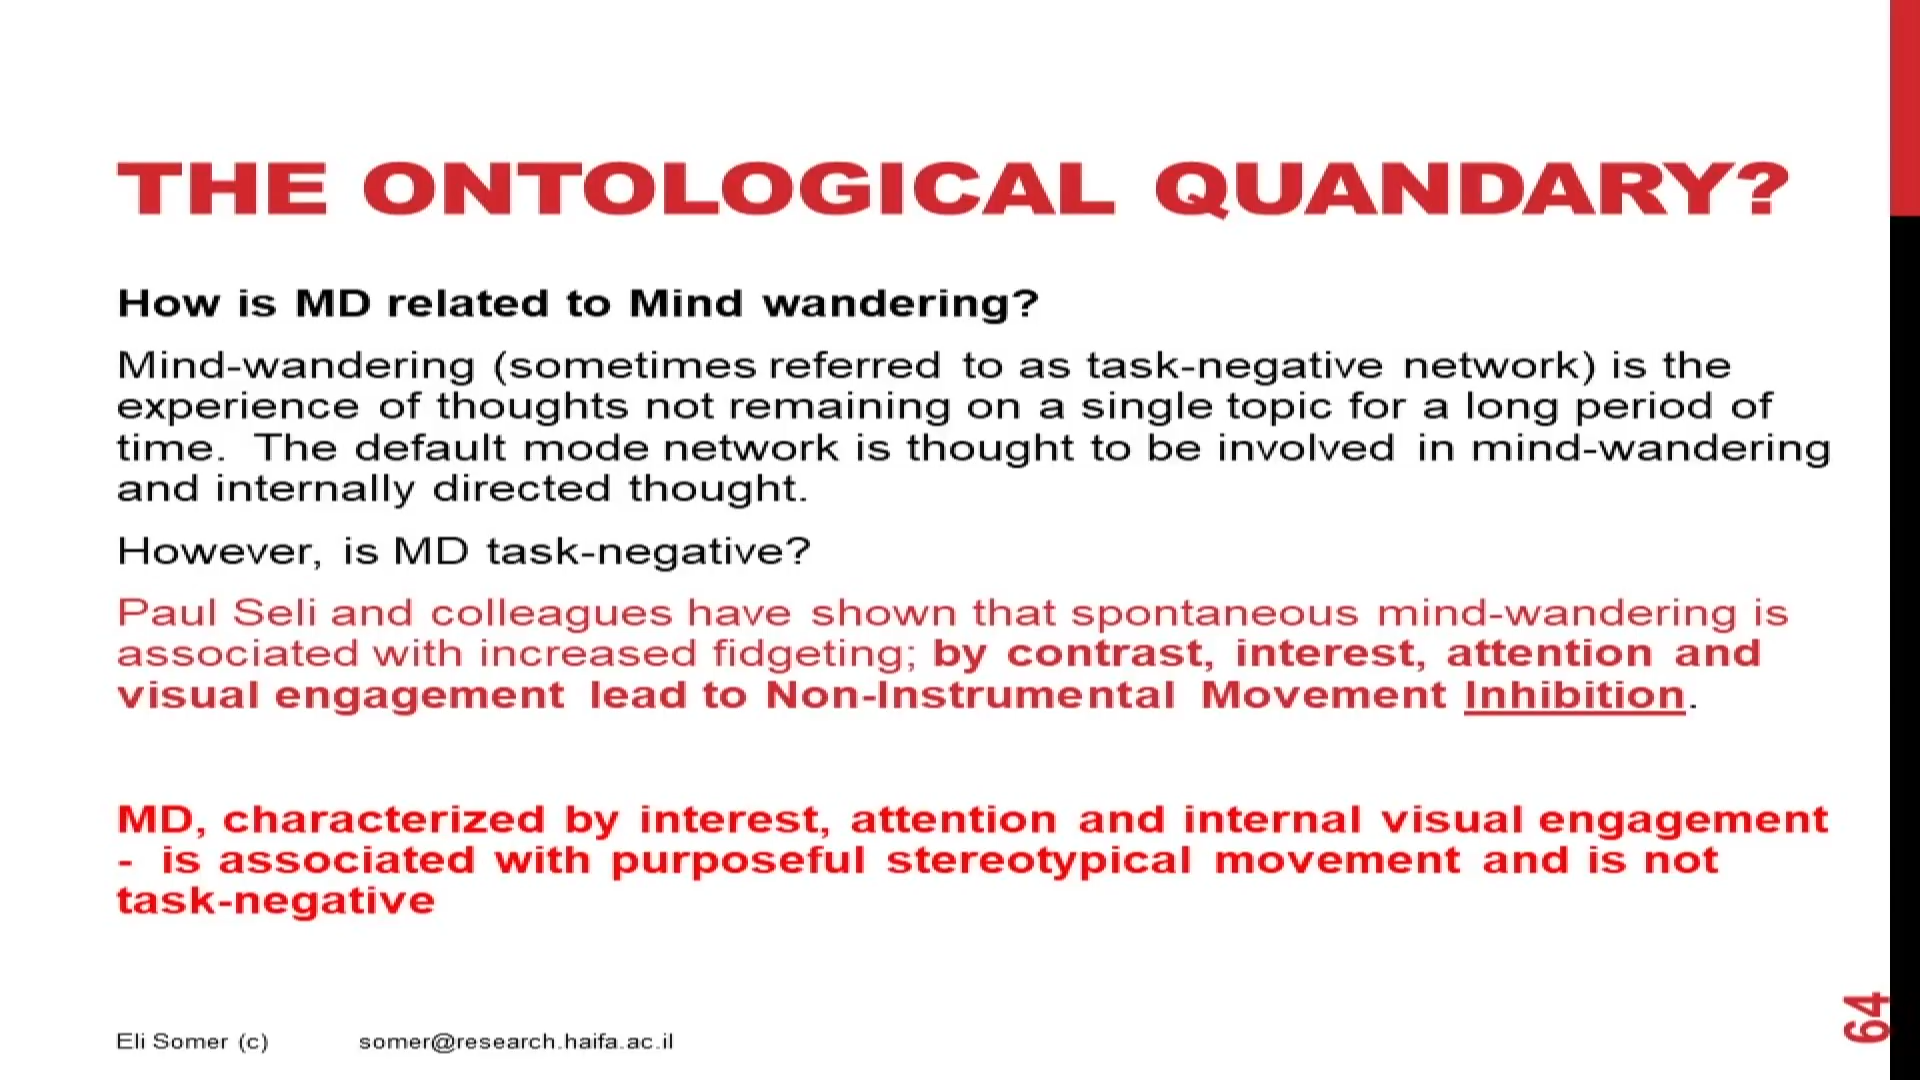 THE ONTOLOGICAL QUANDARY?
How is MD related to Mind wandering?
Mind-wandering (sometimes referred to as task-negative network) is the
experience of thoughts not remaining on a single topic for a long period of
time. The default mode network is thought to be involved in mind-wandering
and internally directed thought.
However, is MD task-negative?
Paul Seli and colleagues have shown that spontaneous mind-wandering is
associated with increased fidgeting; by contrast, interest, attention and
visual engagement lead to Non-Instrumental Movement Inhibition.
MD, characterized by interest, attention and internal visual engagement
- is associated with purposeful stereotypical movement and is not
task-negative
Eli Somer (c) somer@research.haifa.ac.il
64